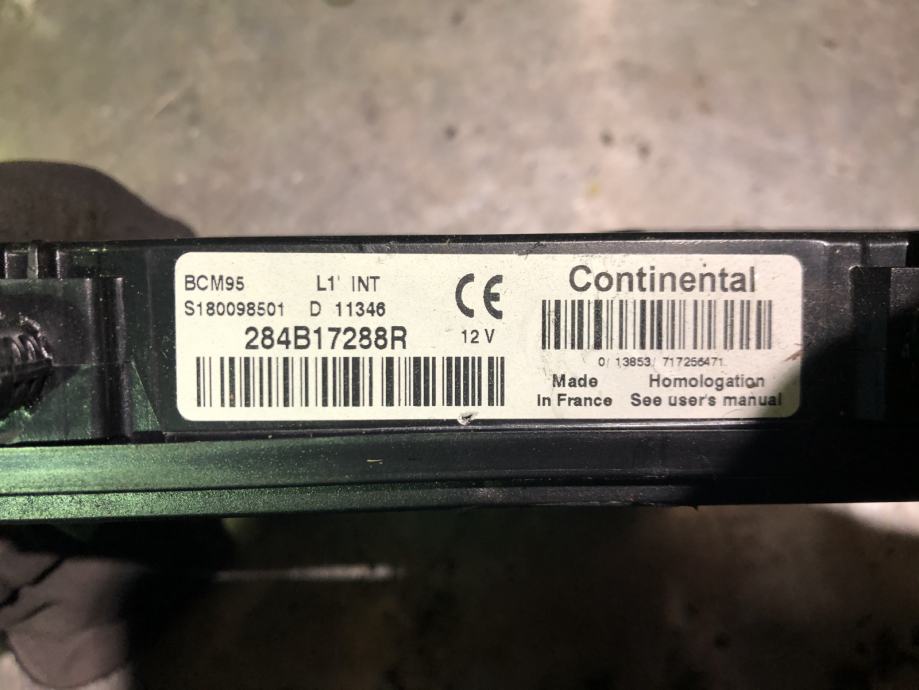 BCM95 L1' INT
S180098501 D 11346
284B17288R
CE
12 V
Continental
0/ 13853/ 717256471
Made
in France
Homologation
See user's manual